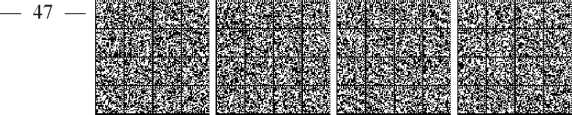 — 47 —